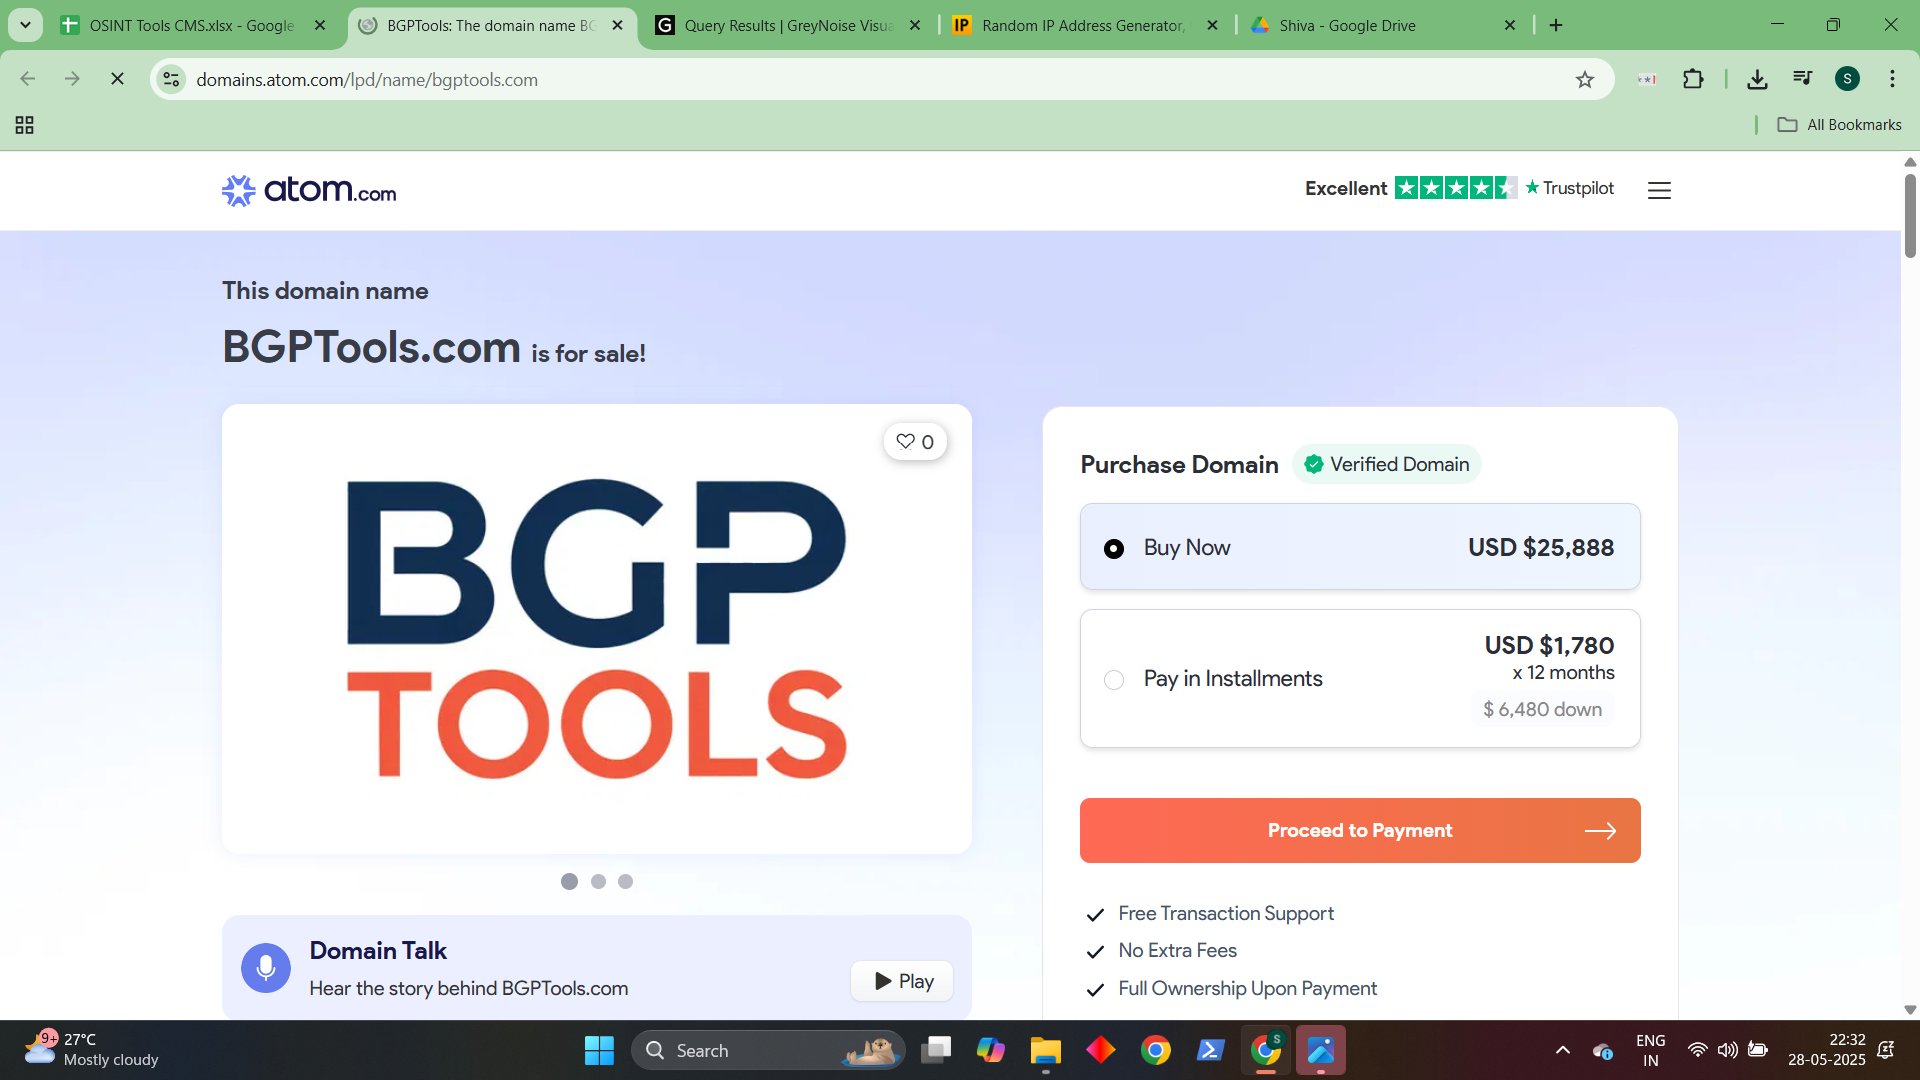 OSINT Tools CMS.xlsx - Google
BGPTools: The domain name BG
Query Results | GreyNoise Visua
Random IP Address Generator,
Shiva - Google Drive
domains.atom.com/lpd/name/bgptools.com
S
All Bookmarks
atom.com
Excellent
Trustpilot
This domain name
BGPTools.com is for sale!
0
BGP
TOOLS
Purchase Domain
Verified Domain
Buy Now
USD $25,888
Pay in Installments
USD $1,780
x 12 months
$ 6,480 down
Proceed to Payment
Free Transaction Support
No Extra Fees
Full Ownership Upon Payment
Domain Talk
Hear the story behind BGPTools.com
Play
9+
27°C
Mostly cloudy
Search
S
ENG
IN
22:32
28-05-2025